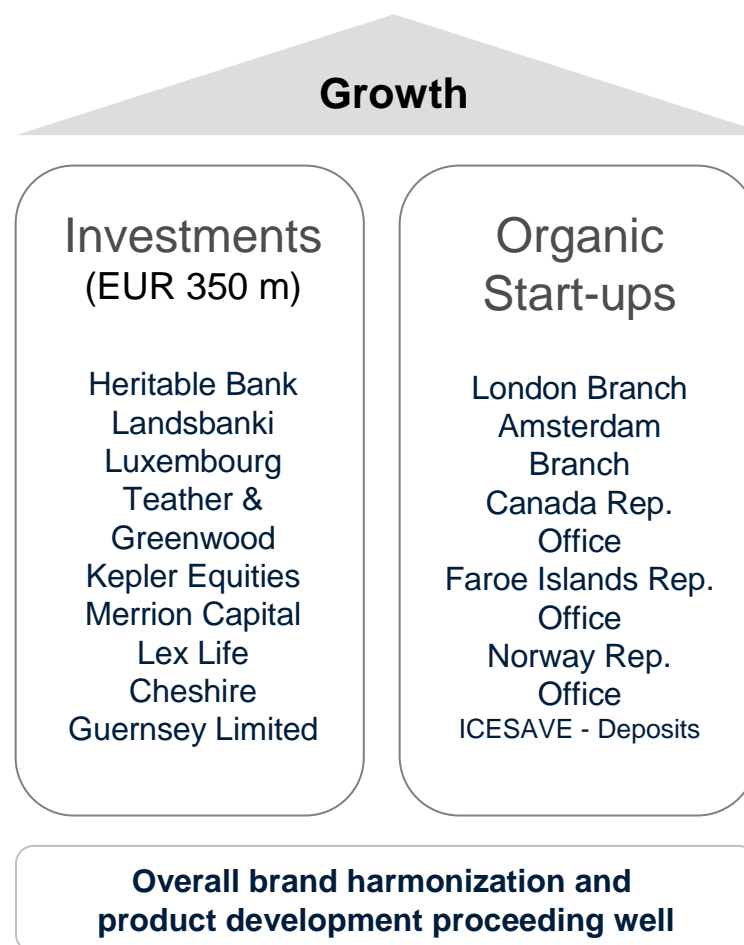 Growth
Investments
(EUR 350 m)
Heritable Bank
Landsbanki
Luxembourg
Teather &
Greenwood
Kepler Equities
Merrion Capital
Lex Life
Cheshire
Guernsey Limited
Organic
Start-ups
London Branch
Amsterdam
Branch
Canada Rep.
Office
Faroe Islands Rep.
Office
Norway Rep.
Office
ICESAVE - Deposits
Overall brand harmonization and
product development proceeding well